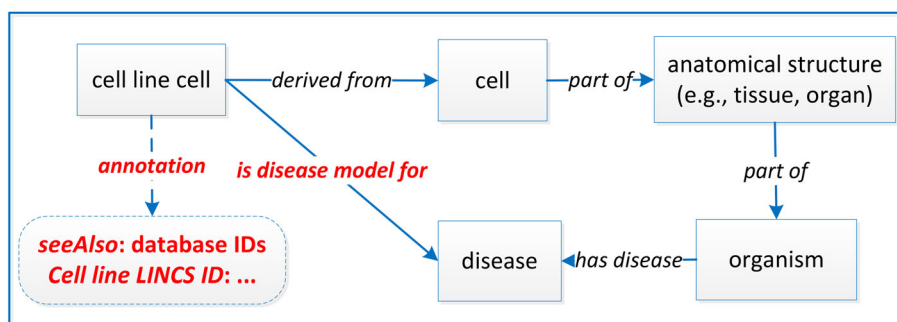 cell line cell
derived from
cell
part of
anatomical structure
(e.g., tissue, organ)
annotation
is disease model for
part of
seeAlso: database IDs
Cell line LINCS ID: ...
disease
has disease
organism